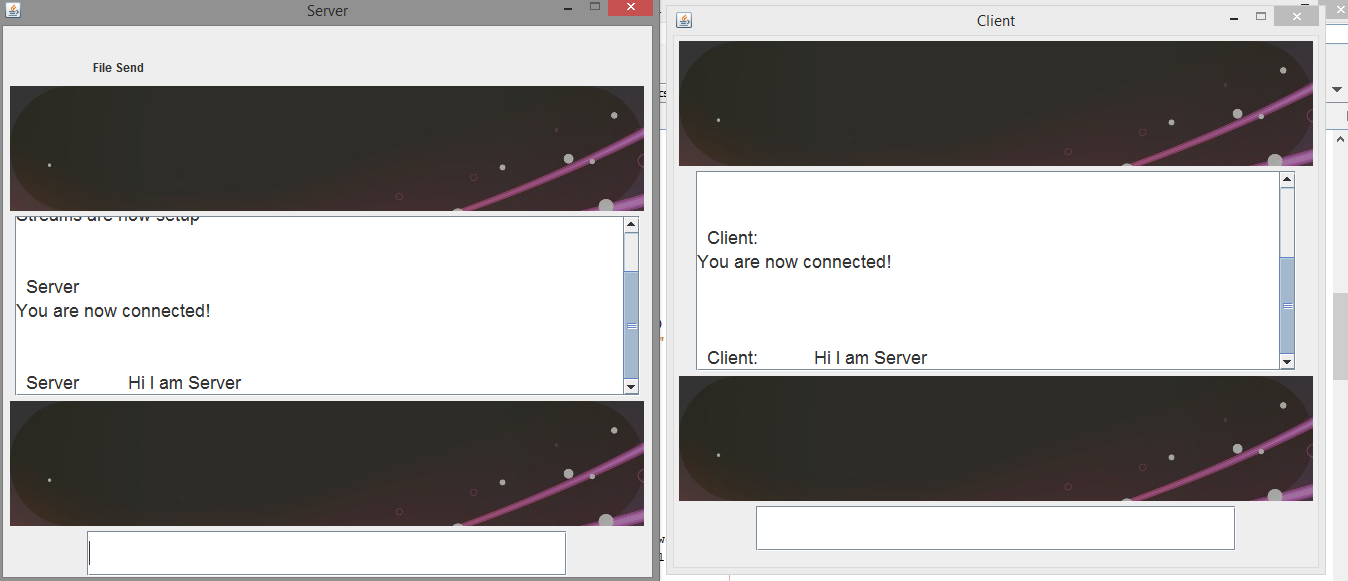 Server
File Send
Streams are now setup
Server
You are now connected!
Server Hi I am Server
Client
Client:
You are now connected!
Client: Hi I am Server